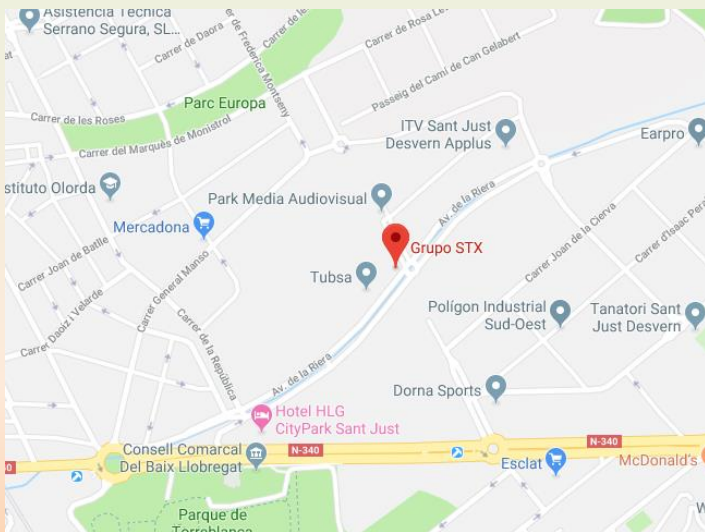 Asistencia Técnica
Serrano Segura, SL...
Carrer de Daora
Carrer de Frederica Montseny
Carrer de Rosa Le
Passeig del Camí de Can Gelabert
Parc Europa
Carrer de les Roses
Carrer del Marquès de Monistrol
ITV Sant Just
Desvern Applus
Earpro
stituto Olorda
Park Media Audiovisual
Av. de la Riera
Mercadona
Grupo STX
Carrer Joan de la Cierva
Carrer d'Isaac Pera
Carrer Joan de Batlle
Carrer General Manso
Tubsa
Carrer Daoiz I Velarde
Carrer de la República
Polígon Industrial
Sud-Oest
Tanatori Sant
Just Desvern
Av. de la Riera
Dorna Sports
Hotel HLG
CityPark Sant Just
Consell Comarcal
Del Baix Llobregat
N-340
N-340
Esclat
McDonald's
Parque de
Torreblanca